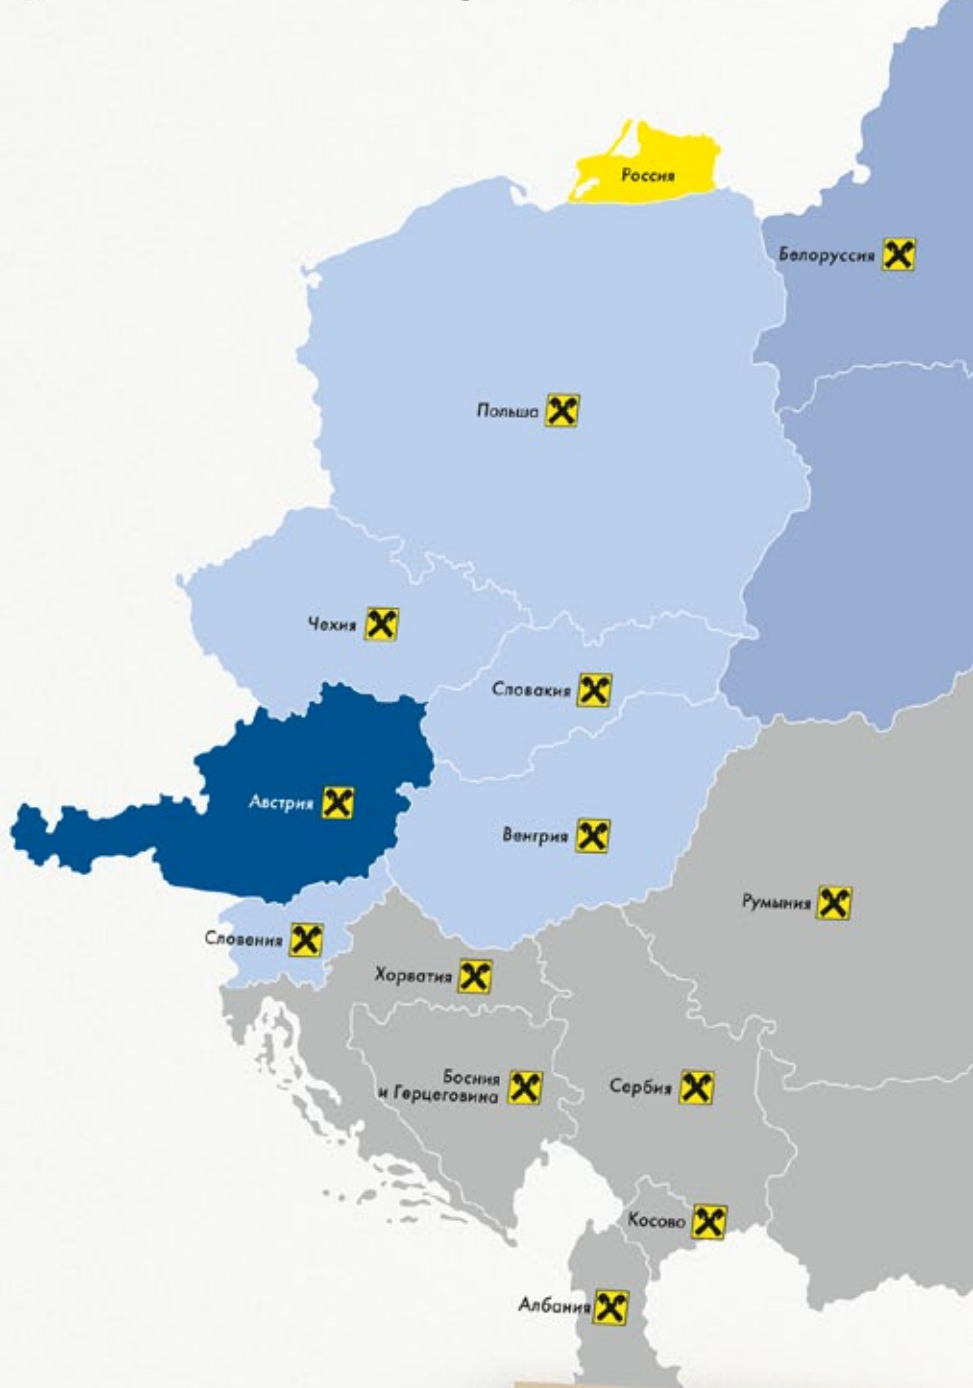 Россия
Белоруссия
Польша
Чехия
Словакия
Австрия
Венгрия
Румыния
Словения
Хорватия
Босния
и Герцеговина
Сербия
Косово
Албания